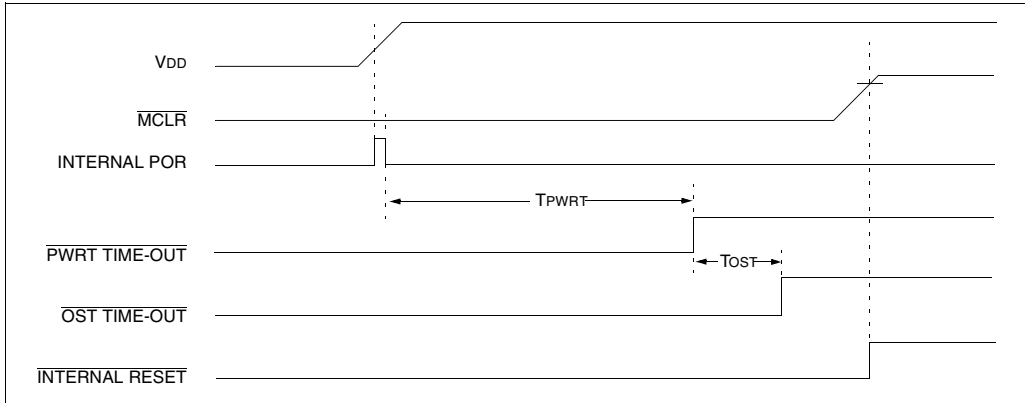 VDD
MCLR
INTERNAL POR
TPWRT
PWRT TIME-OUT
TOST
OST TIME-OUT
INTERNAL RESET